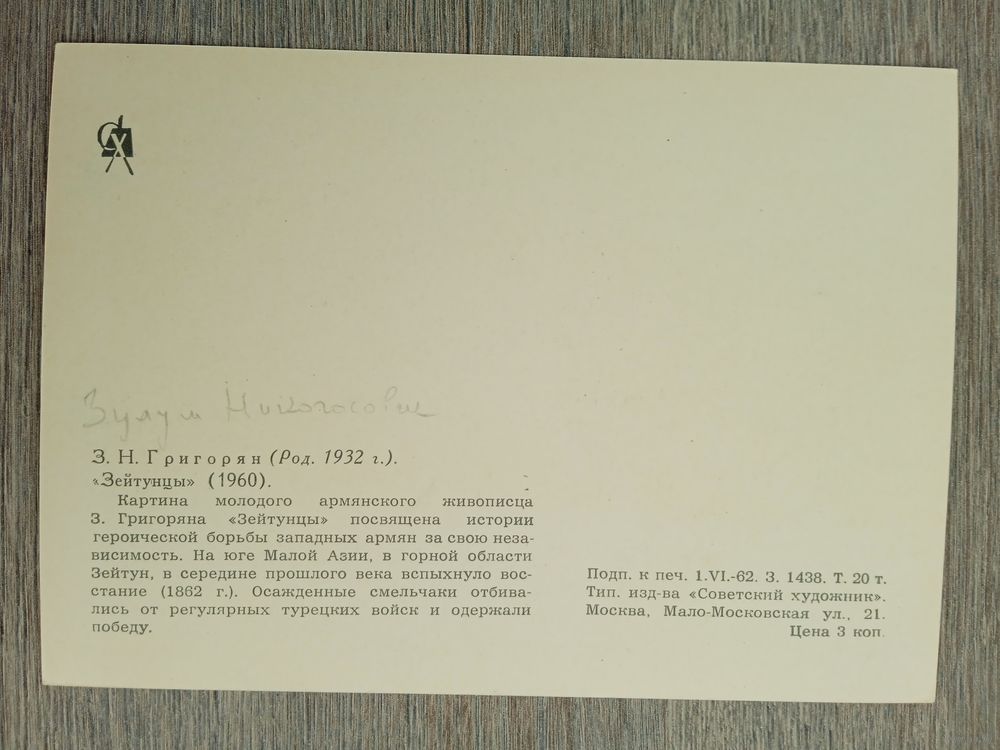 СХ
Зулум Никогосович
З. Н. Григорян (Род. 1932 г.).
«Зейтунцы» (1960).
Картина молодого армянского живописца
З. Григоряна «Зейтунцы» посвящена истории
героической борьбы западных армян за свою неза-
висимость. На юге Малой Азии, в горной области
Зейтун, в середине прошлого века вспыхнуло вос-
стание (1862 г.). Осажденные смельчаки отбива-
лись от регулярных турецких войск и одержали
победу.
Подп. к печ. 1.VI.-62. З. 1438. Т. 20 т.
Тип. изд-ва «Советский художник».
Москва, Мало-Московская ул., 21.
Цена 3 коп.